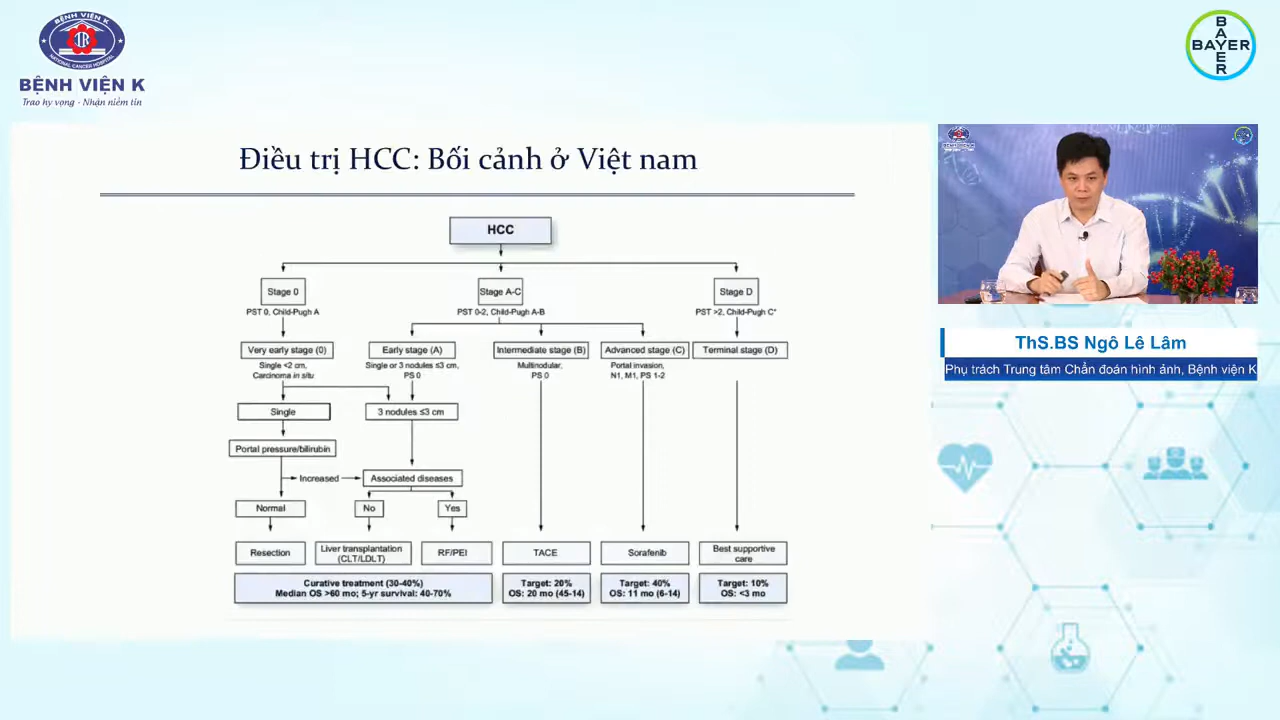 BỆNH VIỆN K
NATIONAL CANCER HOSPITAL
BỆNH VIỆN K
Trao hy vọng - Nhận niềm tin
BAYER
BAYER
Điều trị HCC: Bối cảnh ở Việt nam
HCC
Stage 0
Stage A-C
Stage D
PST 0, Child-Pugh A
PST 0-2, Child-Pugh A-B
PST >2, Child-Pugh C*
Very early stage (0)
Early stage (A)
Intermediate stage (B)
Advanced stage (C)
Terminal stage (D)
Single <2 cm,
Carcinoma in situ
Single or 3 nodules ≤3 cm,
PS 0
Multinodular,
PS 0
Portal invasion,
N1, M1, PS 1-2
Single
3 nodules ≤3 cm
Portal pressure/bilirubin
Increased
Associated diseases
Normal
No
Yes
Resection
Liver transplantation
(CLT/LDLT)
RF/PEI
TACE
Sorafenib
Best supportive
care
Curative treatment (30-40%)
Median OS >60 mo; 5-yr survival: 40-70%
Target: 20%
OS: 20 mo (45-14)
Target: 40%
OS: 11 mo (6-14)
Target: 10%
OS: <3 mo
ThS.BS Ngô Lê Lâm
Phụ trách Trung tâm Chẩn đoán hình ảnh, Bệnh viện K